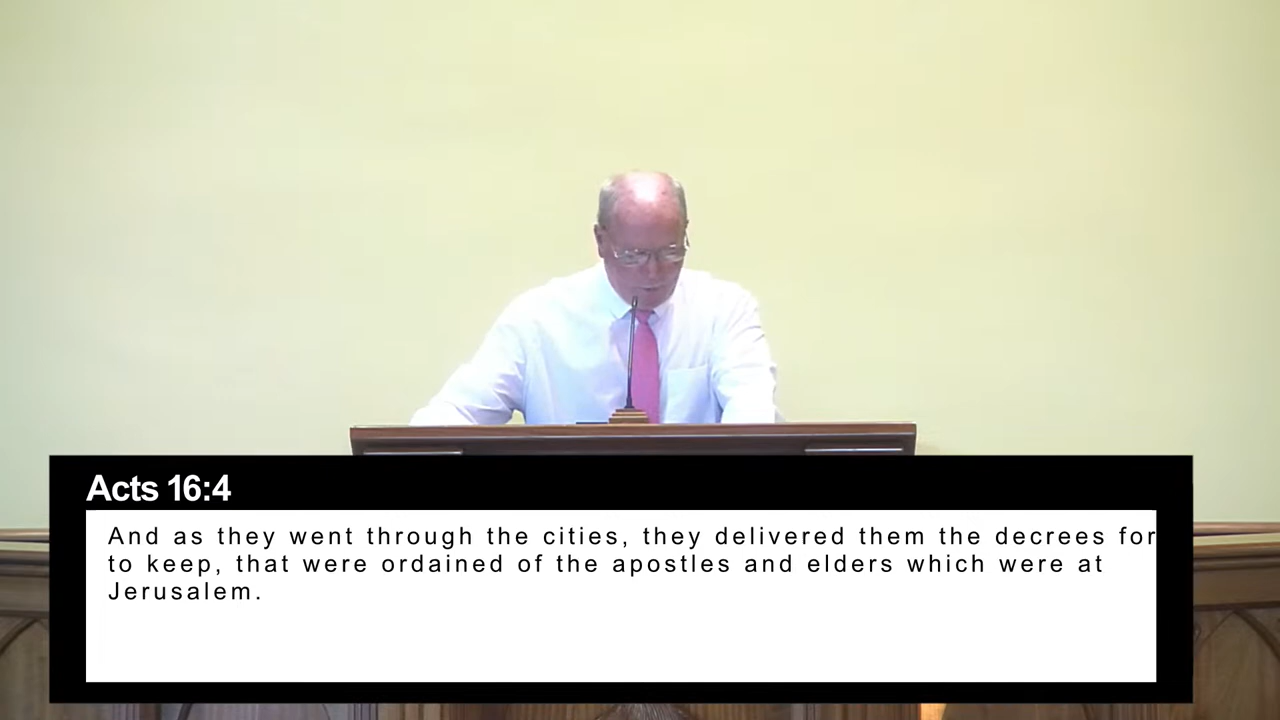 Acts 16:4
And as they went through the cities, they delivered them the decrees for
to keep, that were ordained of the apostles and elders which were at
Jerusalem.